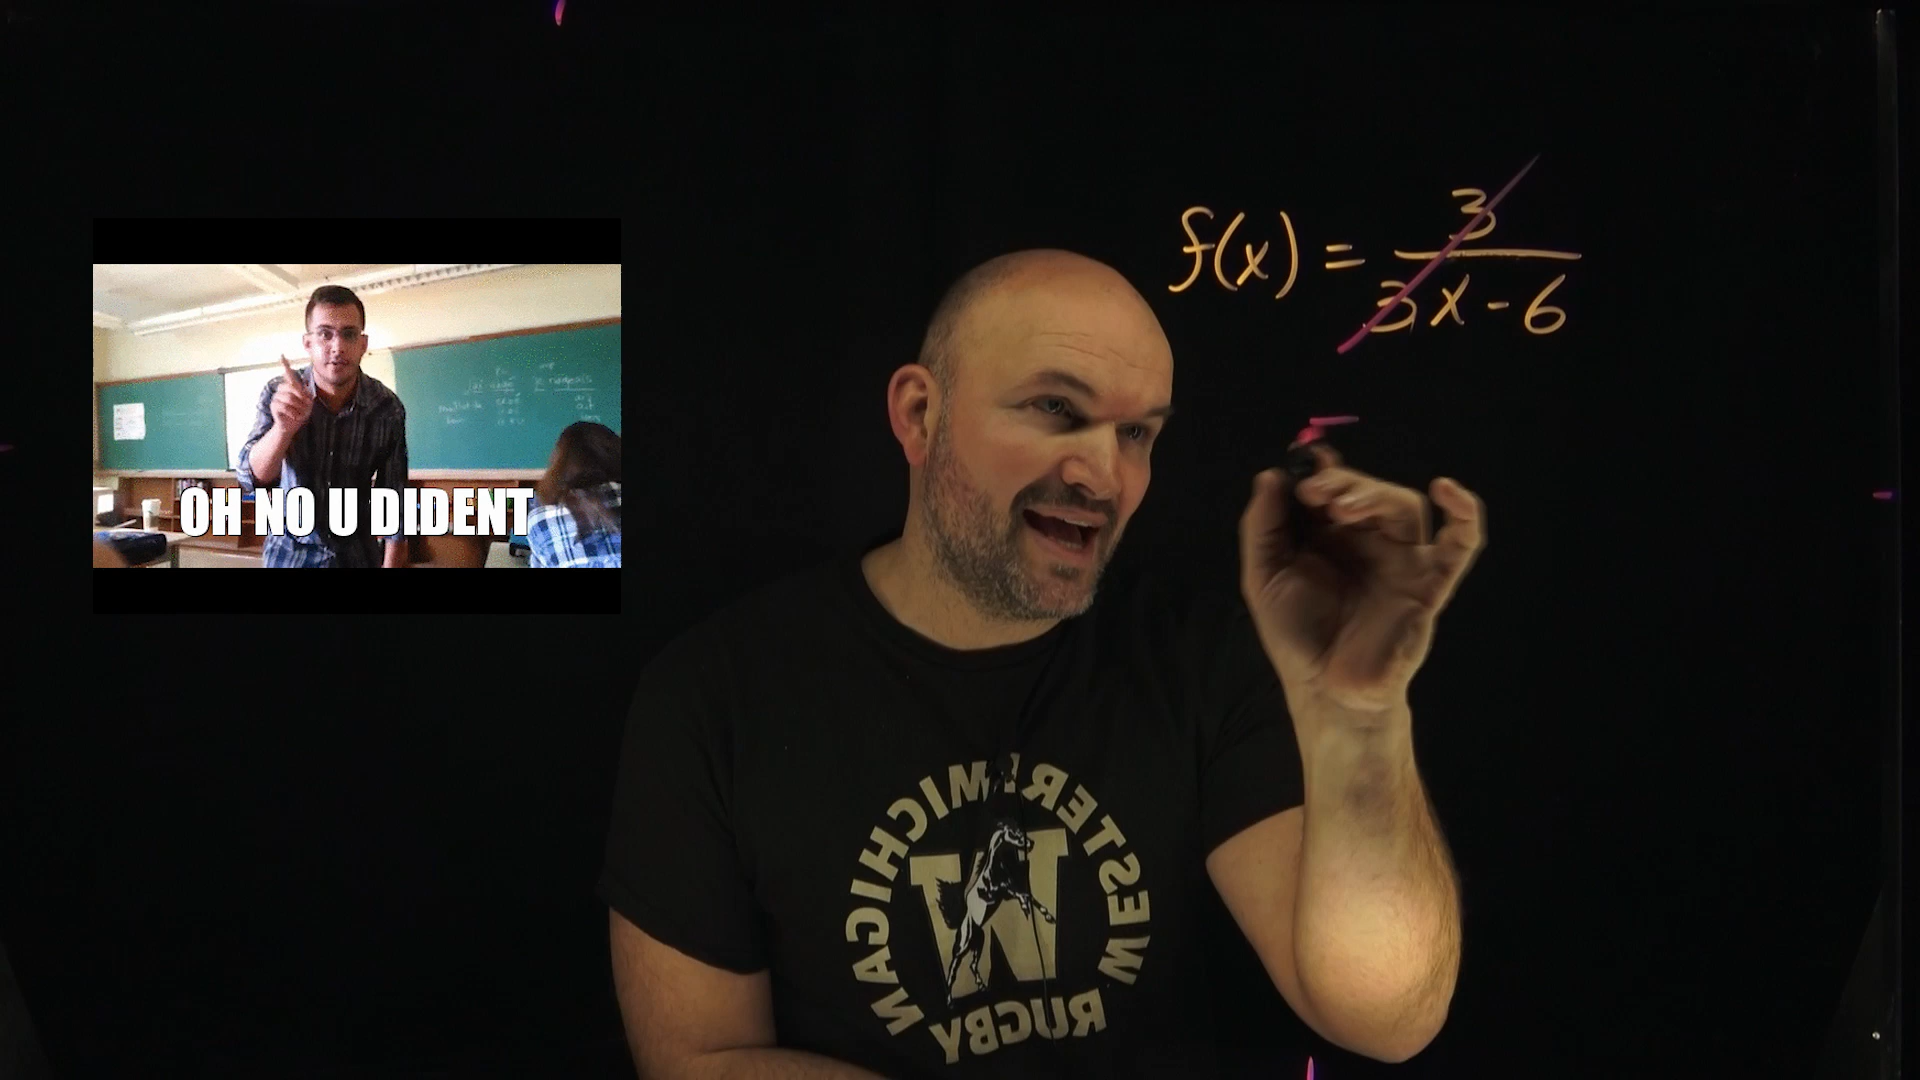 f(x) = 3
3x - 6
OH NO U DIDENT
WESTERN MICHIGAN
W
RUGBY